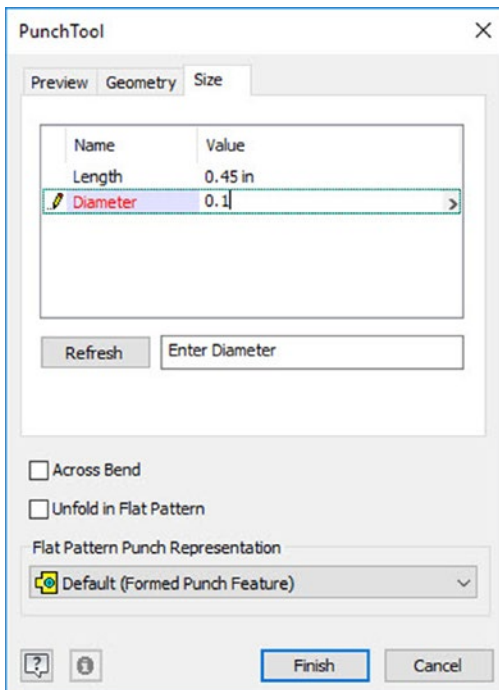 PunchTool
Preview Geometry Size
Name Value
Length 0.45 in
Diameter 0.1
Refresh Enter Diameter
Across Bend
Unfold in Flat Pattern
Flat Pattern Punch Representation
Default (Formed Punch Feature)
Finish Cancel